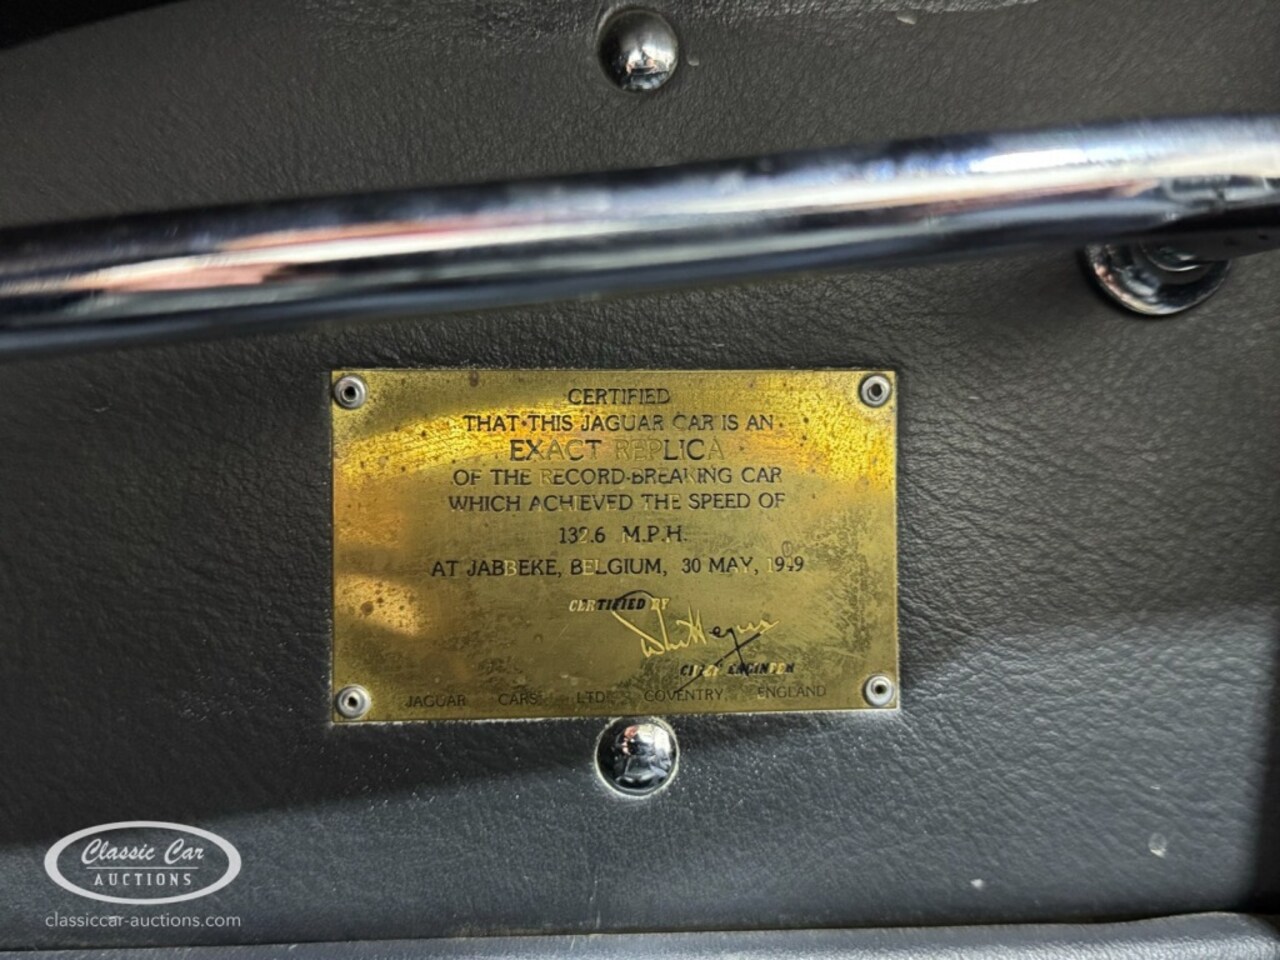 CERTIFIED
THAT THIS JAGUAR CAR IS AN
EXACT REPLICA
OF THE RECORD-BREAKING CAR
WHICH ACHIEVED THE SPEED OF
132.6 M.P.H.
AT JABBEKE, BELGIUM, 30 MAY, 1949
CERTIFIED BY
CHIEF ENGINEER
JAGUAR CARS LTD. COVENTRY ENGLAND
Classic Car
AUCTIONS
classiccar-auctions.com